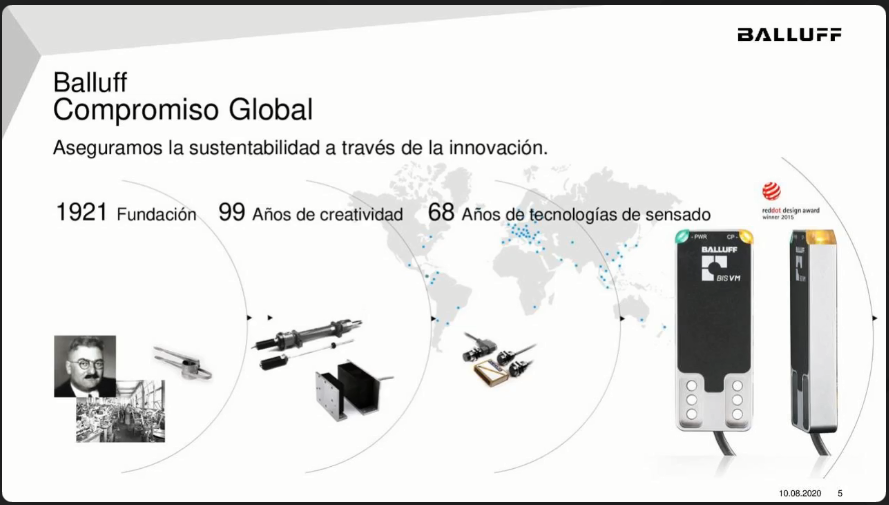 BALLUFF
Balluff
Compromiso Global
Aseguramos la sustentabilidad a través de la innovación.
1921 Fundación
99 Años de creatividad
68 Años de tecnologías de sensado
reddot design award
winner 2015
- PWR
CP -
BALLUFF
BIS VM
10.08.2020
5